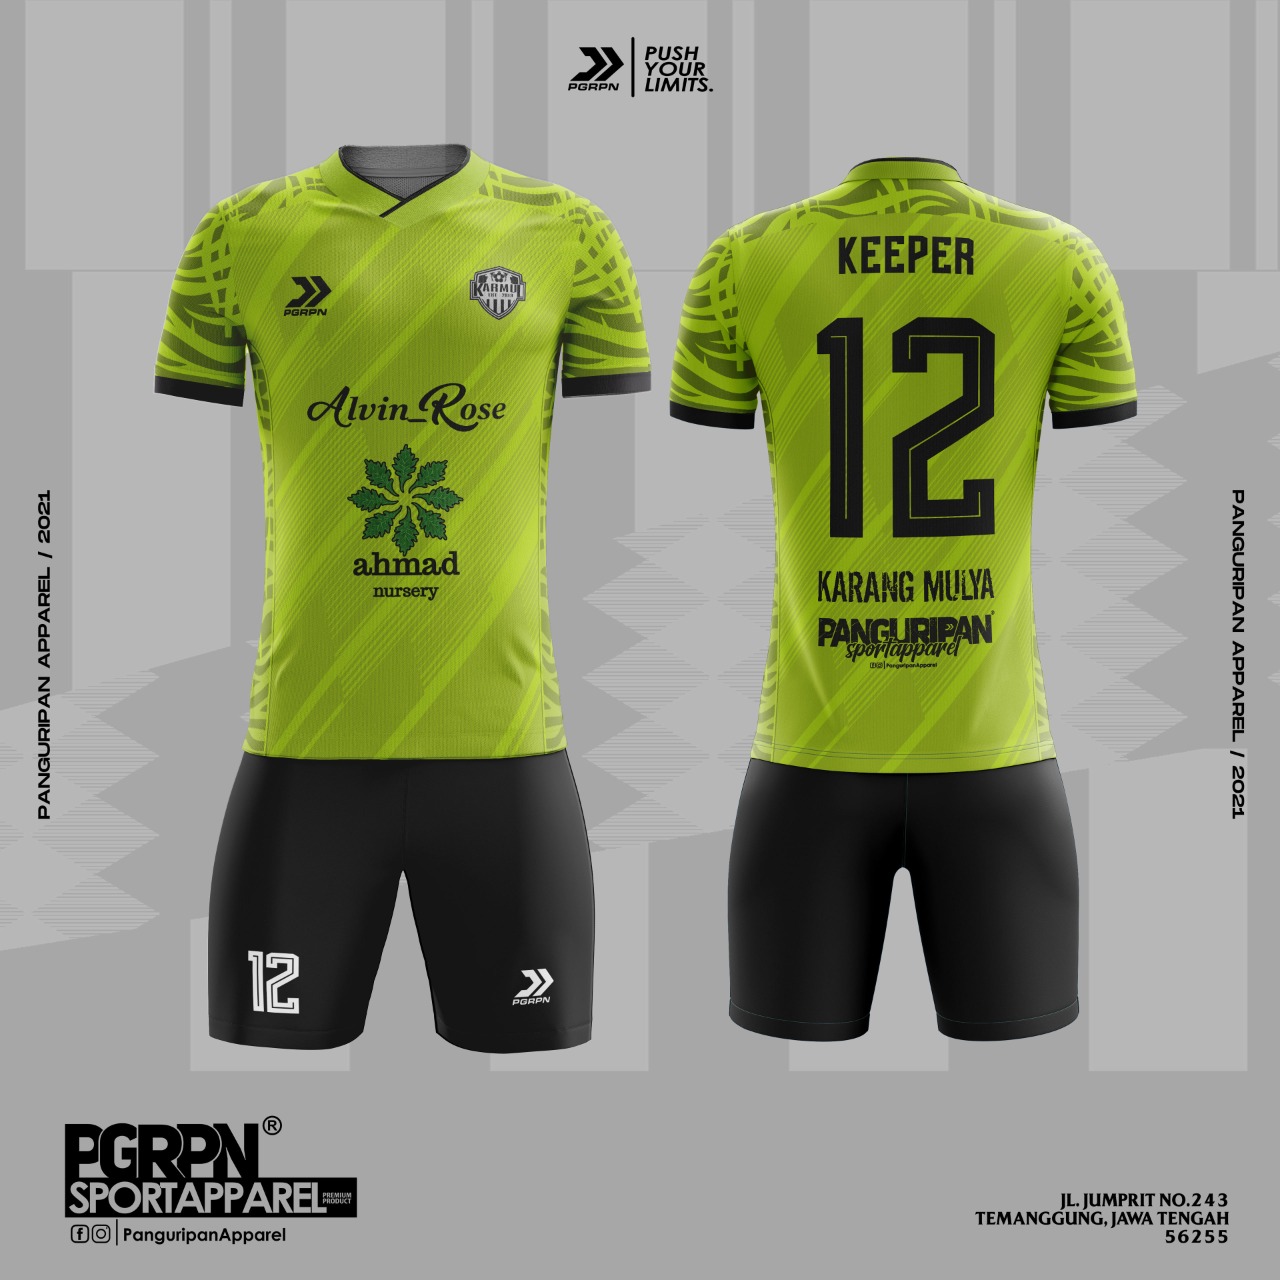 PGRPN
PUSH
YOUR
LIMITS.
PGRPN
KARMUL
Alvin_Rose
ahmad
nursery
KEEPER
12
KARANG MULYA
PANGURIPAN
sportapparel
PanguripanApparel
12
PGRPN
PANGURIPAN APPAREL / 2021
PANGURIPAN APPAREL / 2021
PGRPN®
SPORTAPPAREL PREMIUM PRODUCT
PanguripanApparel
JL. JUMPRIT NO.243
TEMANGGUNG, JAWA TENGAH
56255